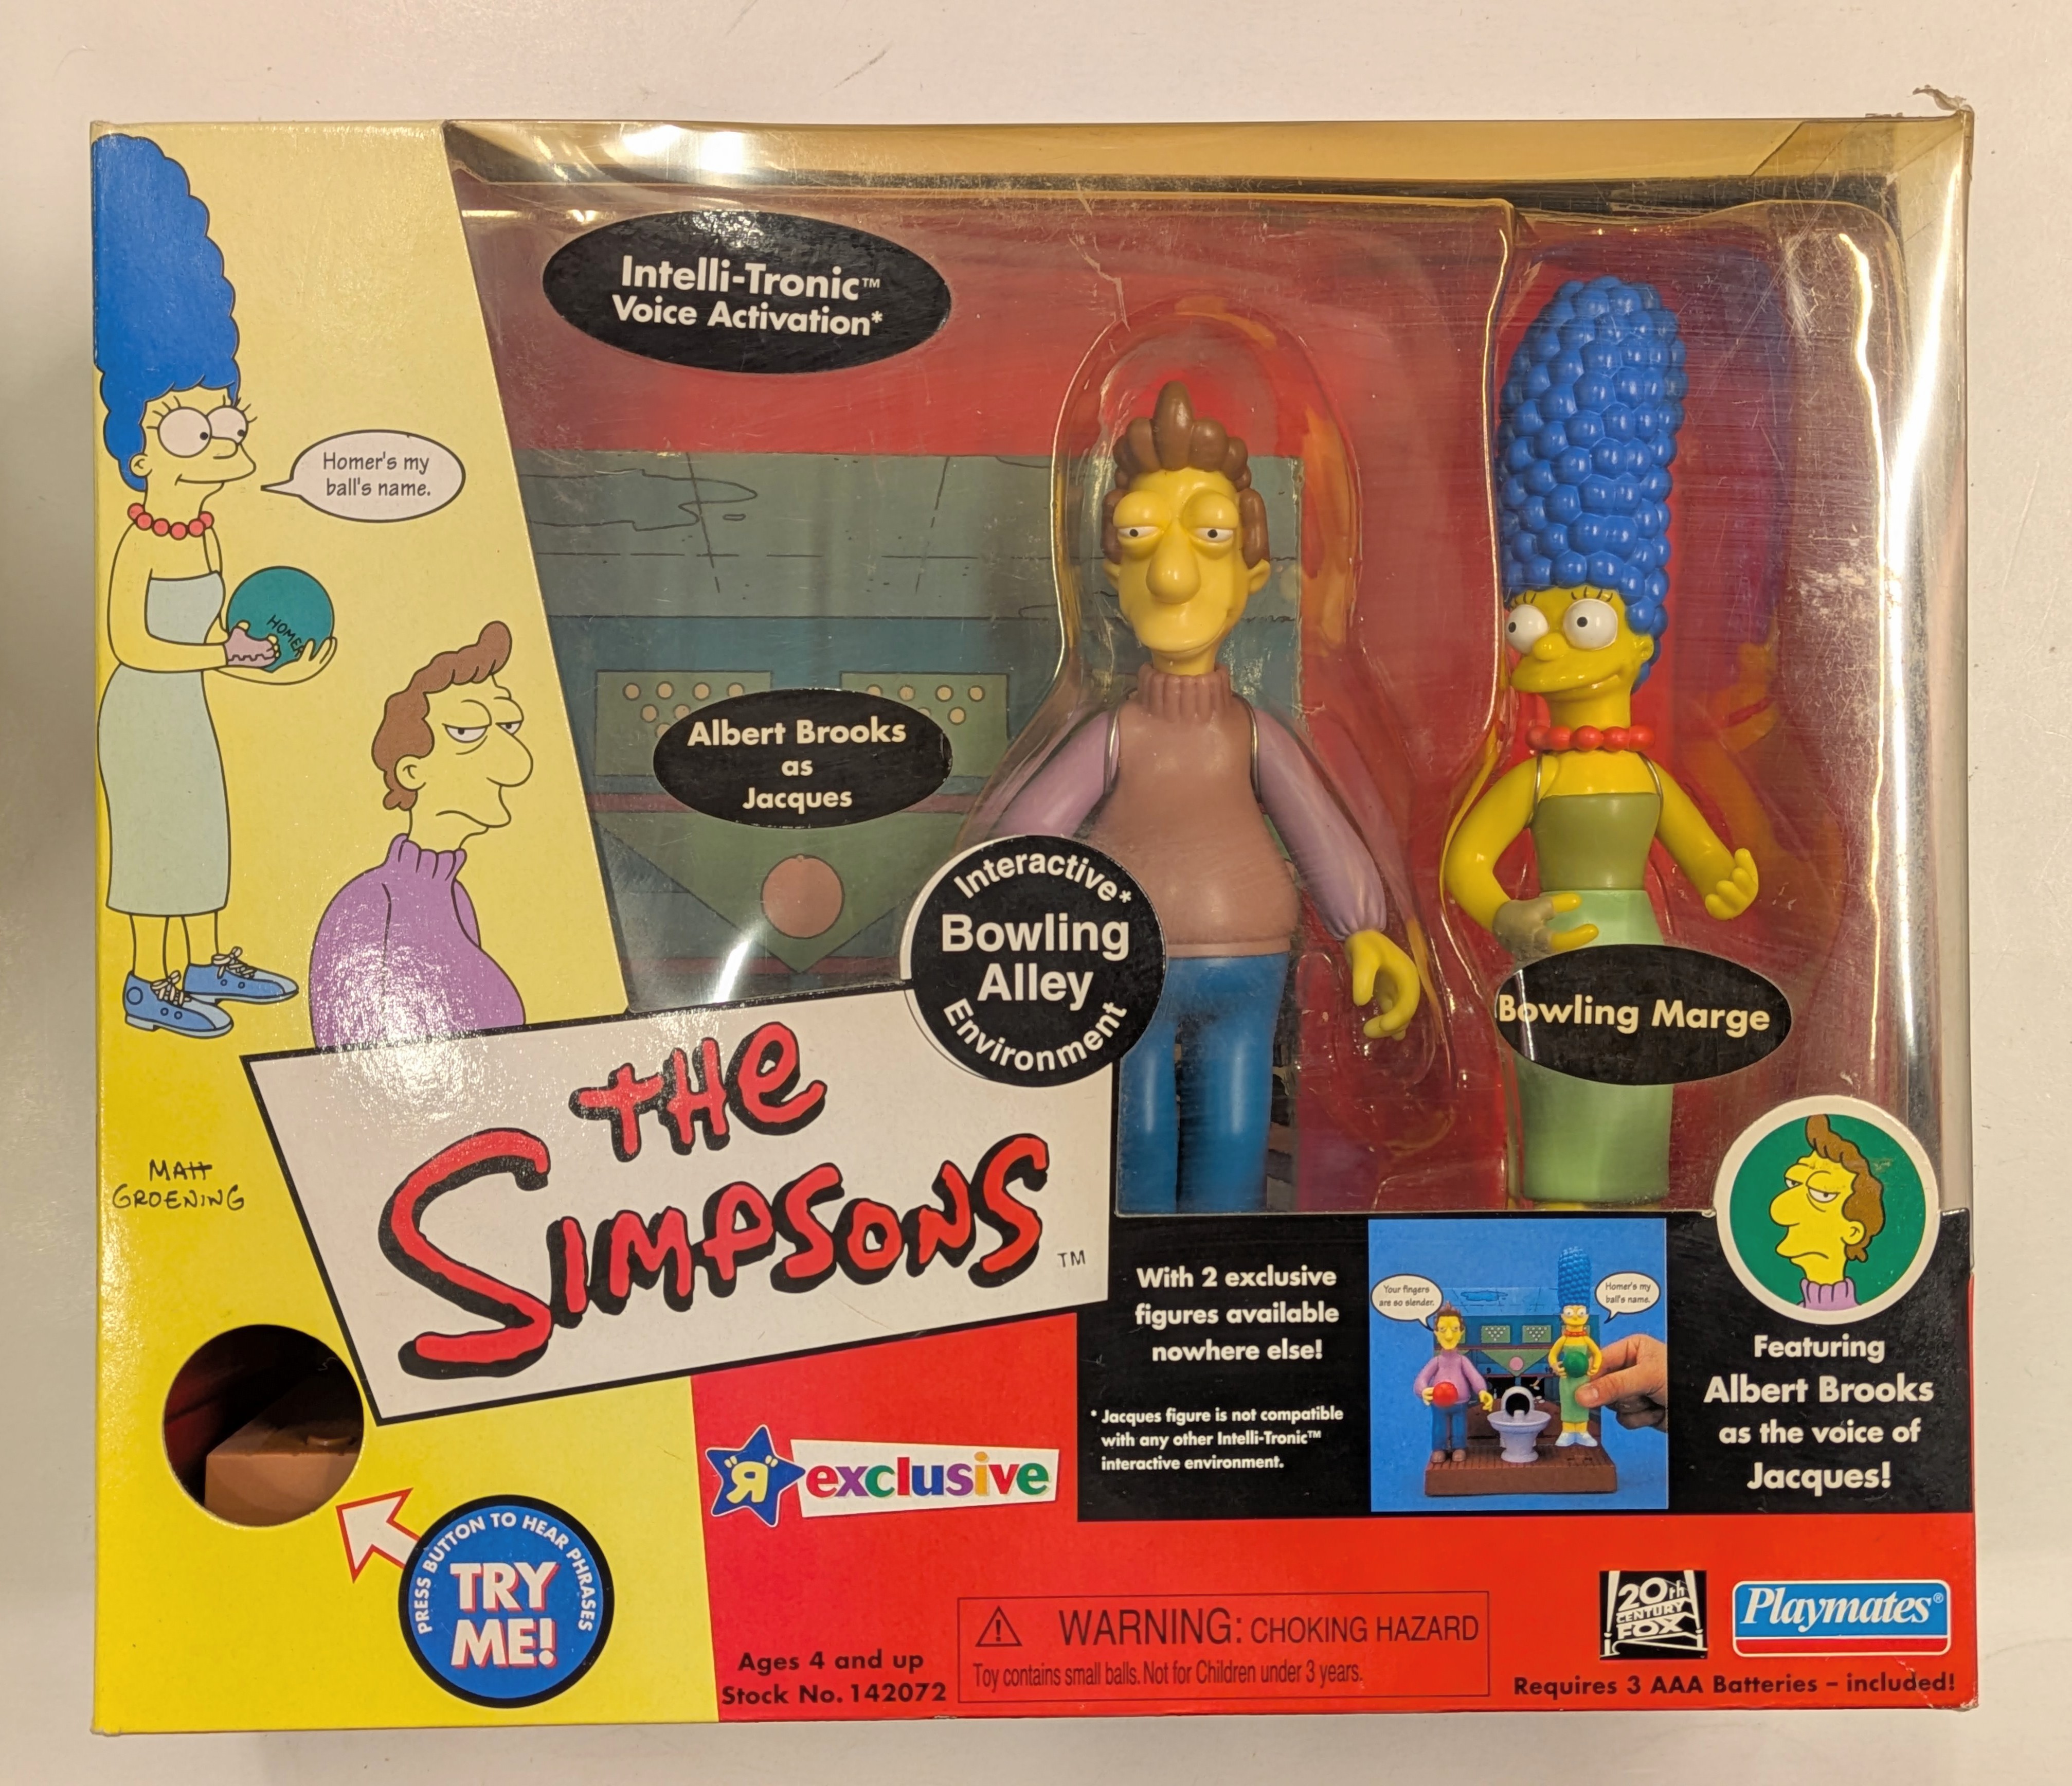 Intelli-Tronic™
Voice Activation*
Homer's my
ball's name.
HOMER
Albert Brooks
as
Jacques
Interactive*
Bowling
Alley
Environment
Bowling Marge
MATT
GROENING
THE
SIMPSONS
™
With 2 exclusive
figures available
nowhere else!
* Jacques figure is not compatible
with any other Intelli-Tronic™
interactive environment.
Your fingers
are so slender.
Homer's my
ball's name.
Featuring
Albert Brooks
as the voice of
Jacques!
"R" exclusive
PRESS BUTTON TO HEAR PHRASES
TRY
ME!
Ages 4 and up
Stock No. 142072
WARNING: CHOKING HAZARD
Toy contains small balls. Not for Children under 3 years.
20th
CENTURY
FOX
Playmates®
Requires 3 AAA Batteries – included!